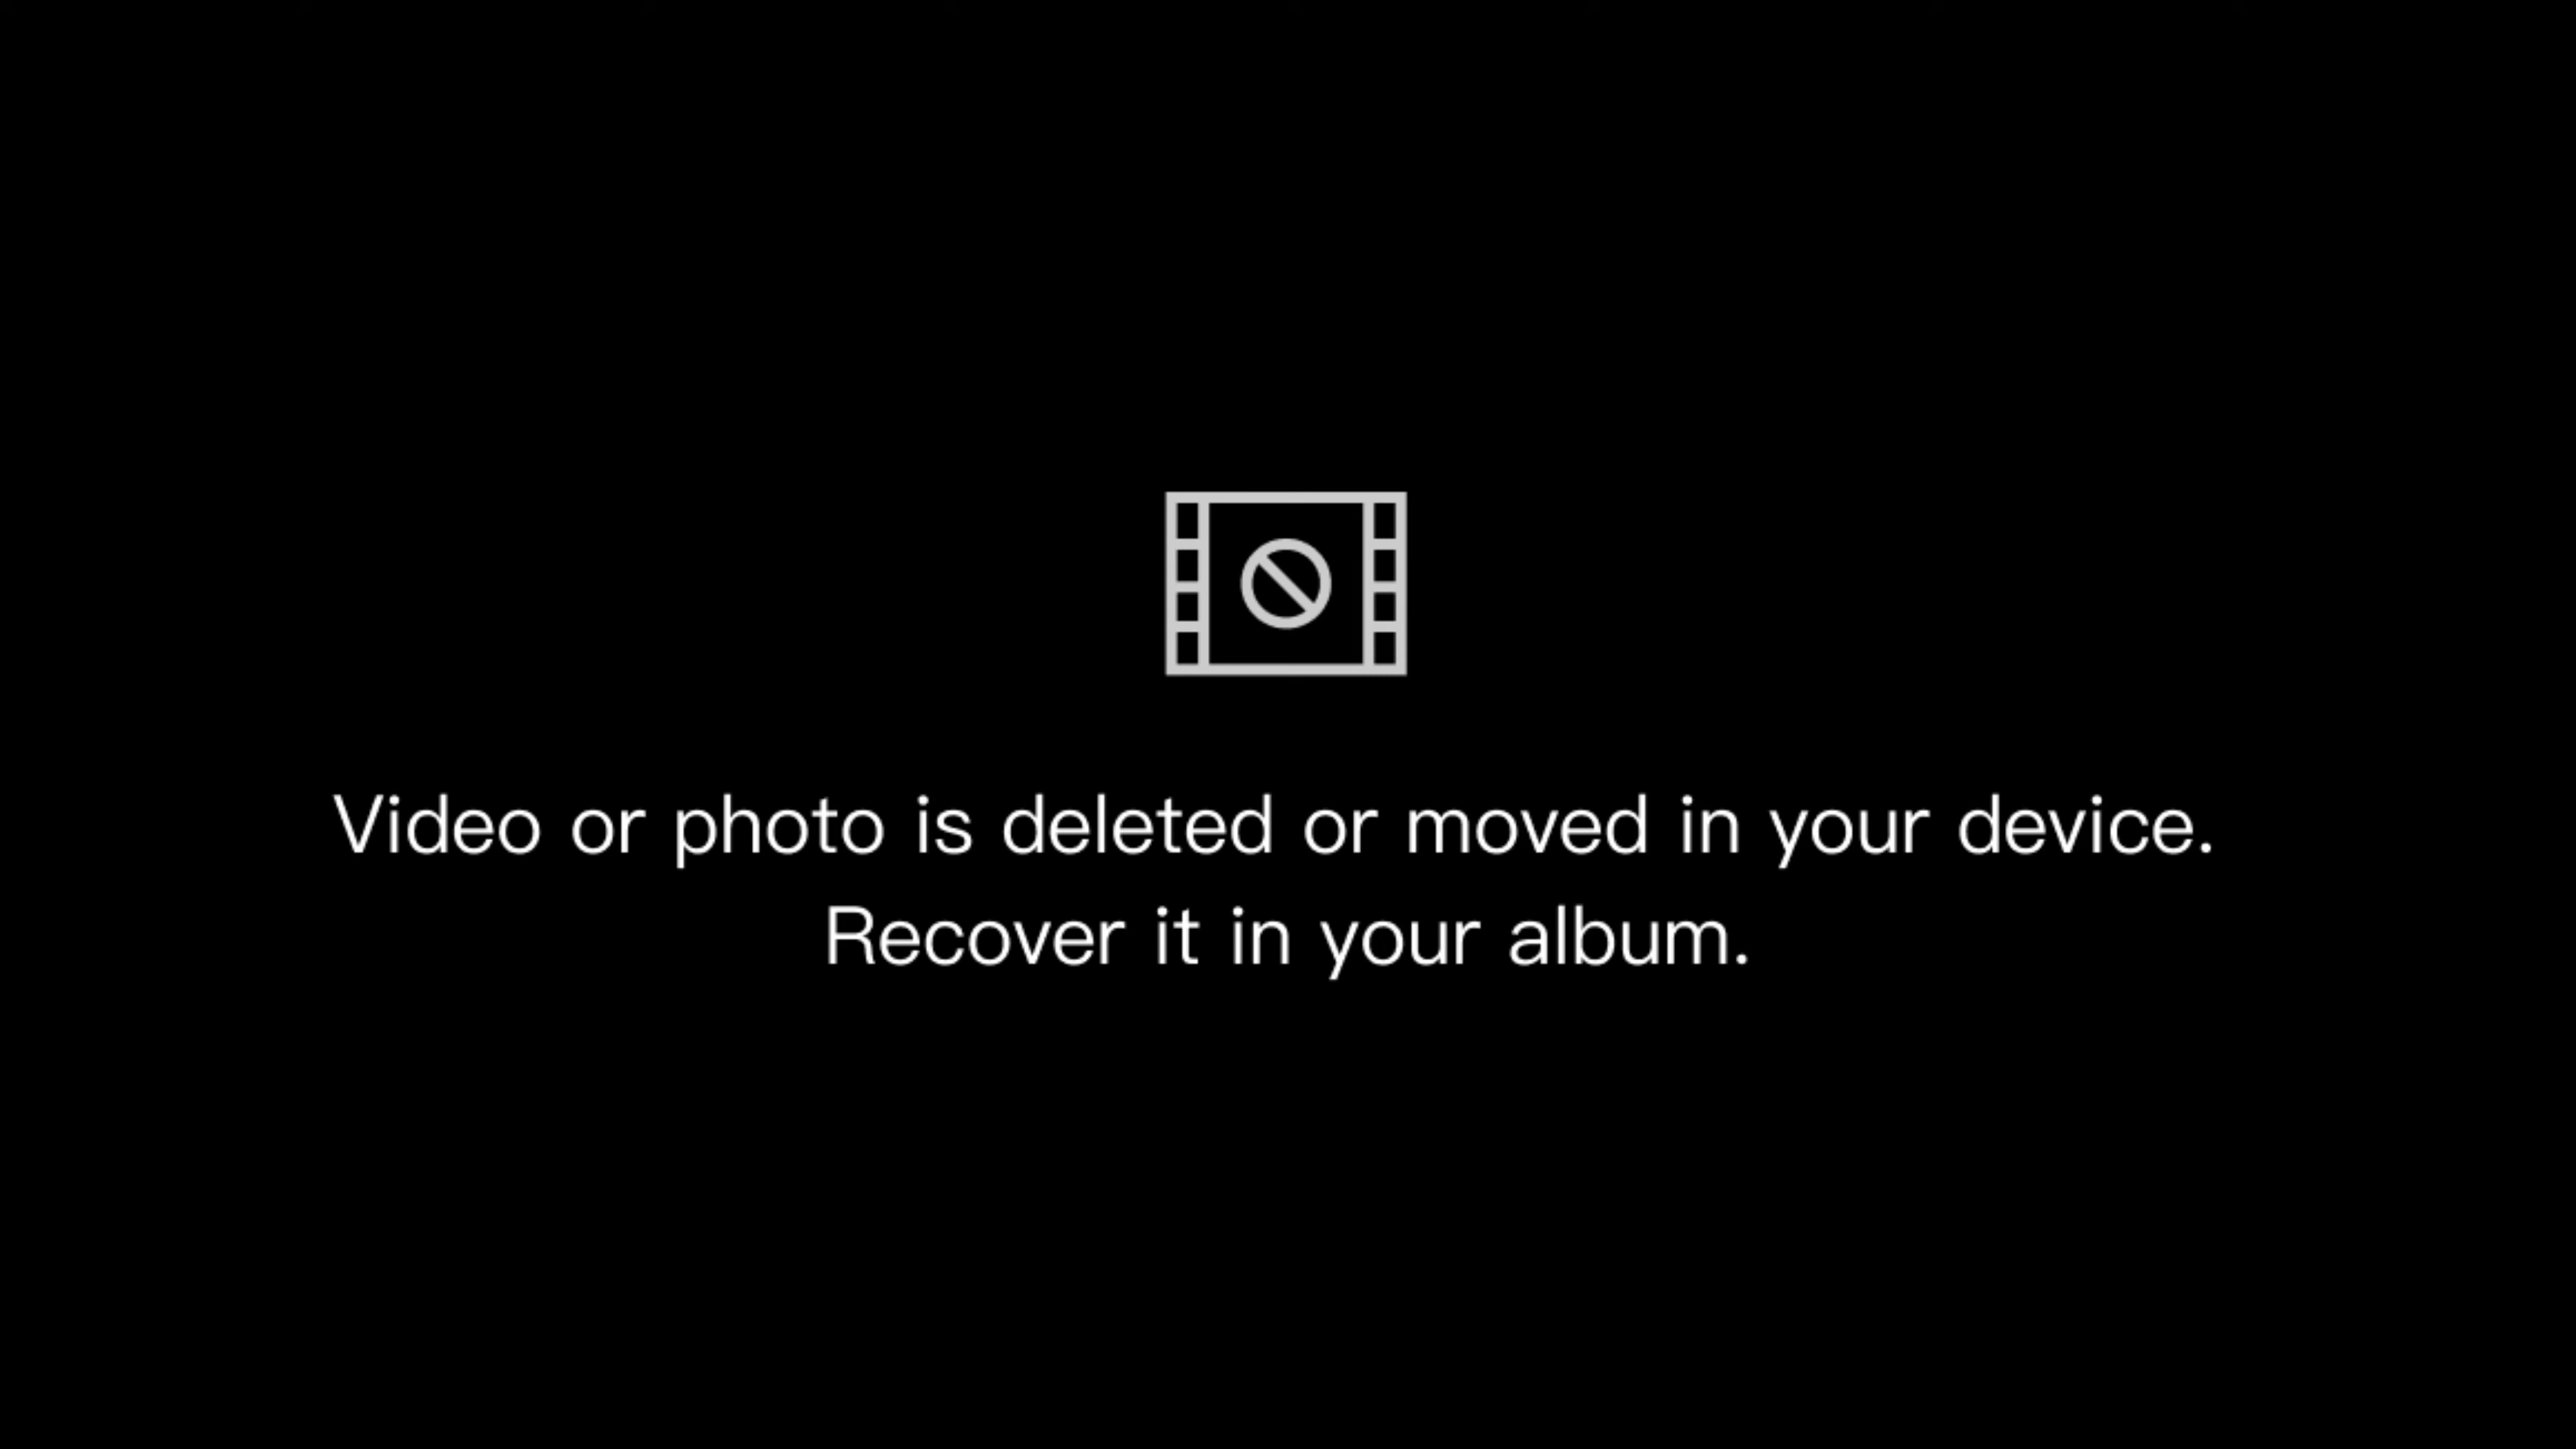 Video or photo is deleted or moved in your device.
Recover it in your album.